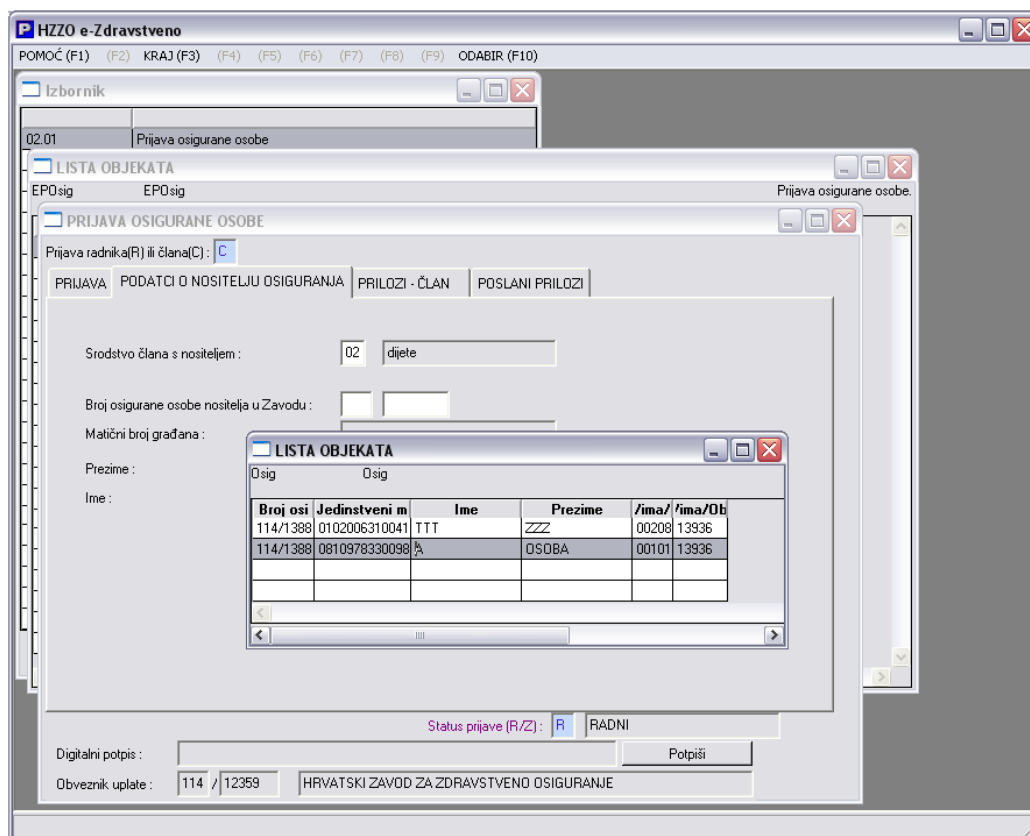 HZZO e-Zdravstveno
POMOĆ (F1) (F2) KRAJ (F3) (F4) (F5) (F6) (F7) (F8) (F9) ODABIR (F10)
Izbornik
02.01 Prijava osigurane osobe
LISTA OBJEKATA
EPOsig EPOsig Prijava osigurane osobe.
PRIJAVA OSIGURANE OSOBE
Prijava radnika(R) ili člana(C) : C
PRIJAVA PODATCI O NOSITELJU OSIGURANJA PRILOZI - ČLAN POSLANI PRILOZI
Srodstvo člana s nositeljem : 02 dijete
Broj osigurane osobe nositelja u Zavodu :
Matični broj građana :
Prezime :
Ime :
LISTA OBJEKATA
Osig Osig
Broj osi Jedinstveni m Ime Prezime /ima/ /ima/Ob
114/1388 0102006310041 TTT ZZZ 00208 13936
114/1388 0810978330098 A OSOBA 00101 13936
Status prijave (R/Z) : R RADNI
Digitalni potpis : Potpiši
Obveznik uplate : 114 / 12359 HRVATSKI ZAVOD ZA ZDRAVSTVENO OSIGURANJE